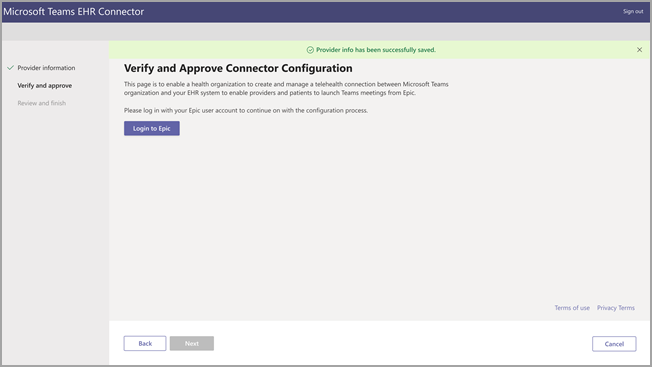 Microsoft Teams EHR Connector
Sign out
Provider info has been successfully saved.
Provider information
Verify and approve
Review and finish
Verify and Approve Connector Configuration
This page is to enable a health organization to create and manage a telehealth connection between Microsoft Teams
organization and your EHR system to enable providers and patients to launch Teams meetings from Epic.
Please log in with your Epic user account to continue on with the configuration process.
Login to Epic
Terms of use Privacy Terms
Back Next Cancel